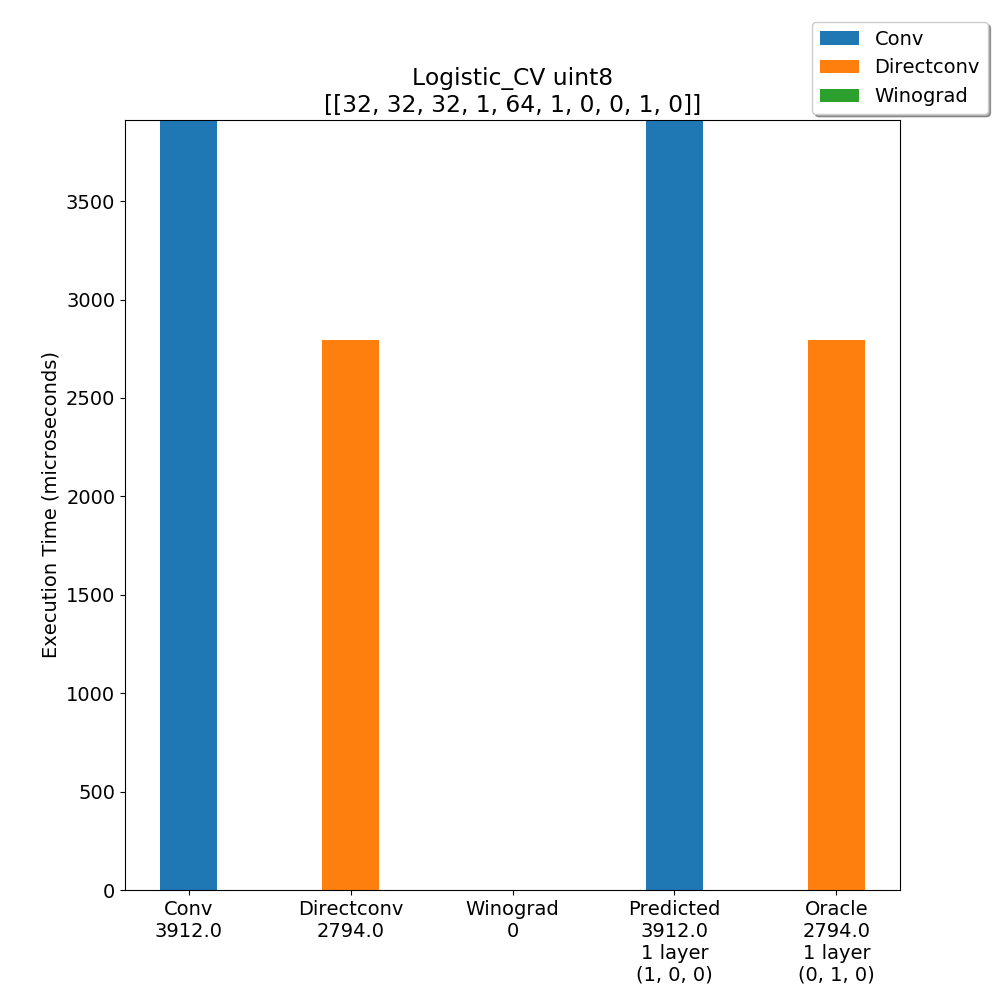 Conv
Directconv
Winograd
Logistic_CV uint8
[[32, 32, 32, 1, 64, 1, 0, 0, 1, 0]]
Execution Time (microseconds)
3500
3000
2500
2000
1500
1000
500
0
Conv
3912.0
Directconv
2794.0
Winograd
0
Predicted
3912.0
1 layer
(1, 0, 0)
Oracle
2794.0
1 layer
(0, 1, 0)